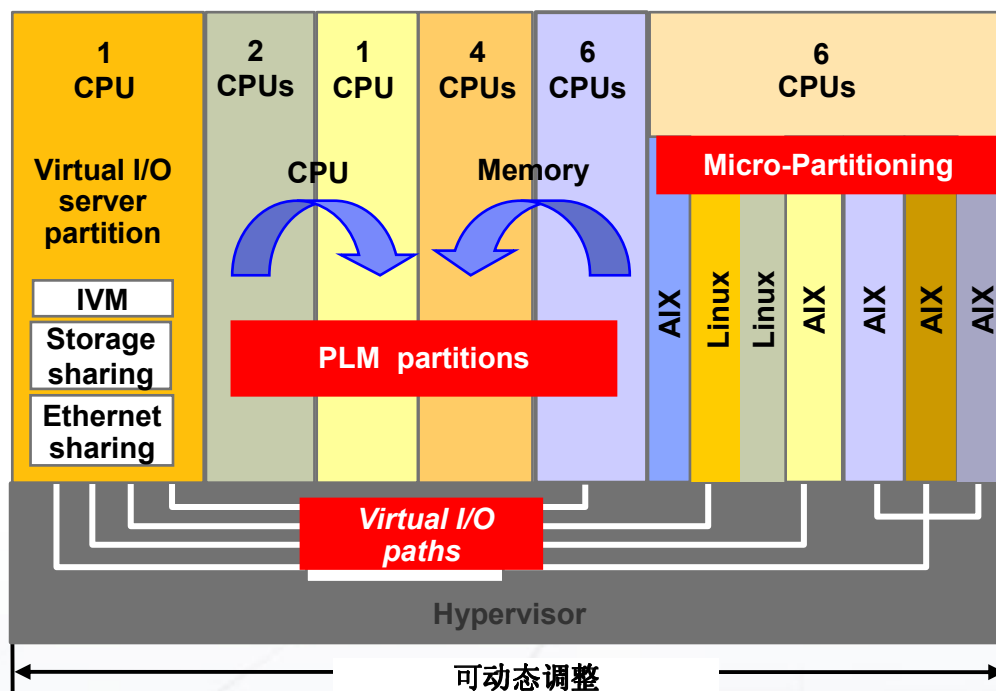 1
CPU
2
CPUs
1
CPU
4
CPUs
6
CPUs
6
CPUs
Virtual I/O
server
partition
IVM
Storage
sharing
Ethernet
sharing
CPU
Memory
PLM partitions
Micro-Partitioning
AIX
Linux
Linux
AIX
AIX
AIX
AIX
Virtual I/O
paths
Hypervisor
可动态调整